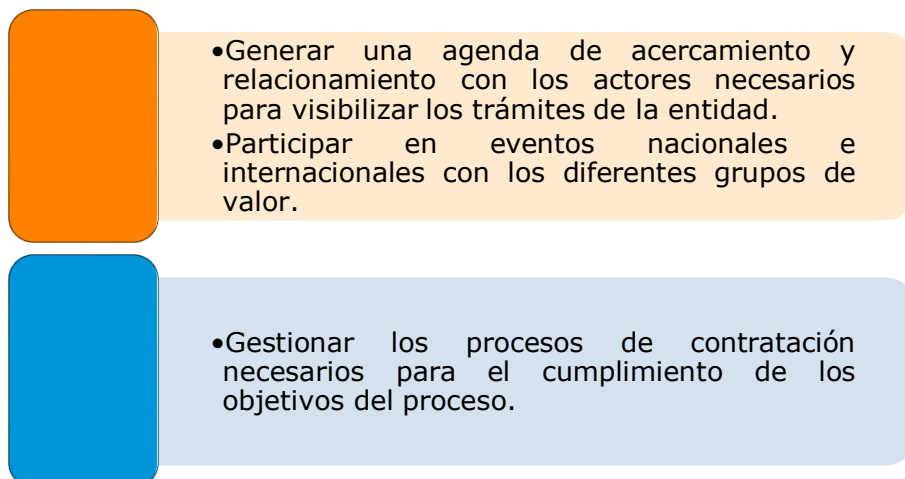 •Generar una agenda de acercamiento y
relacionamiento con los actores necesarios
para visibilizar los trámites de la entidad.
•Participar en eventos nacionales e
internacionales con los diferentes grupos de
valor.
•Gestionar los procesos de contratación
necesarios para el cumplimiento de los
objetivos del proceso.